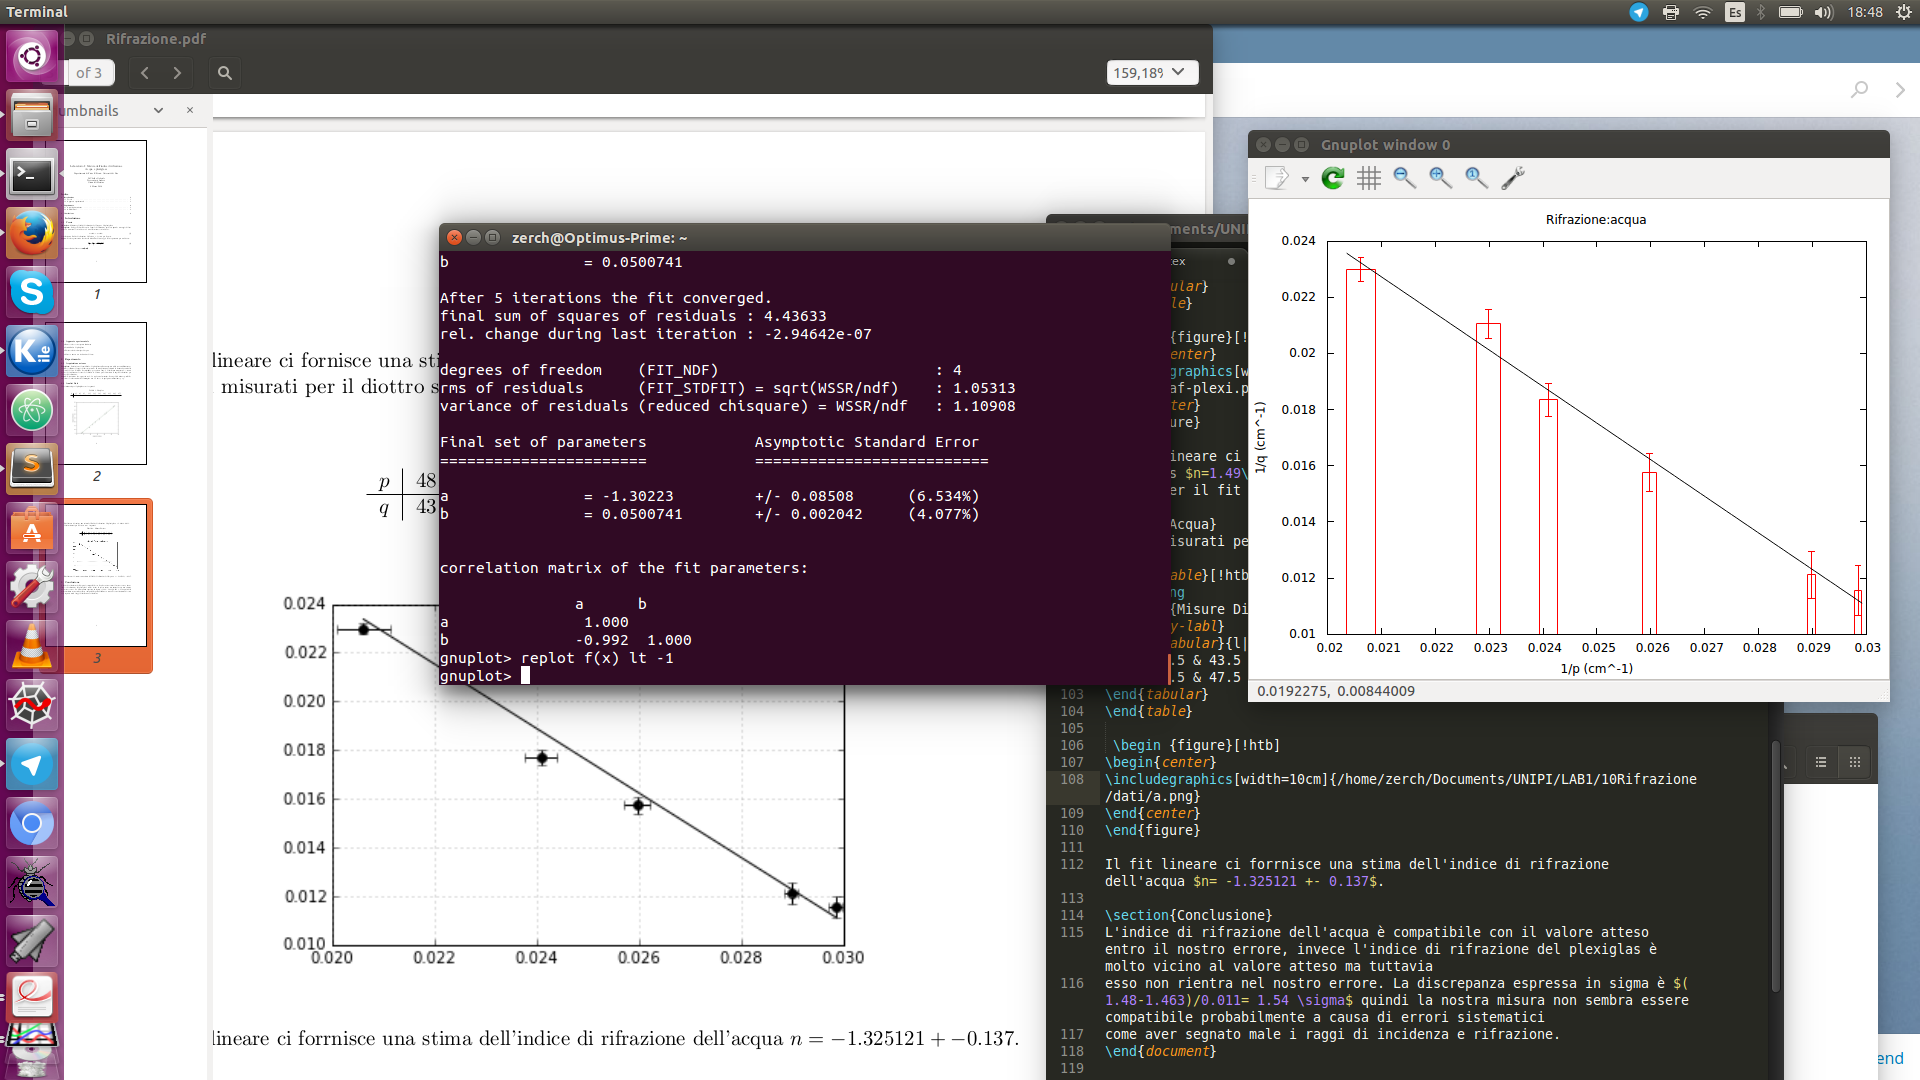 Terminal
Es
18:48
Rifrazione.pdf
of 3
159,18%
umbnails
1
2
3
lineare ci fornisce una sti
misurati per il diottro s
p 48
q 43
zerch@Optimus-Prime: ~
b = 0.0500741
After 5 iterations the fit converged.
final sum of squares of residuals : 4.43633
rel. change during last iteration : -2.94642e-07
degrees of freedom (FIT_NDF) : 4
rms of residuals (FIT_STDFIT) = sqrt(WSSR/ndf) : 1.05313
variance of residuals (reduced chisquare) = WSSR/ndf : 1.10908
Final set of parameters Asymptotic Standard Error
======================= ==========================
a = -1.30223 +/- 0.08508 (6.534%)
b = 0.0500741 +/- 0.002042 (4.077%)
correlation matrix of the fit parameters:
a b
a 1.000
b -0.992 1.000
gnuplot> replot f(x) lt -1
gnuplot>
0.024
0.022
0.020
0.018
0.016
0.014
0.012
0.010
0.020 0.022 0.024 0.026 0.028 0.030
lineare ci forrnisce una stima dell'indice di rifrazione dell'acqua n = −1.325121 + −0.137.
ments/UNI
ex
ular}
le}
{figure}[!
enter}
graphics[w
af-plexi.p
ter}
ure}
ineare ci
s $n=1.49\
er il fit
Acqua}
isurati pe
able}[!htb
ng
{Misure Di
y-labl}
abular}{l|
.5 & 43.5
.5 & 47.5
103 \end{tabular}
104 \end{table}
105
106 \begin {figure}[!htb]
107 \begin{center}
108 \includegraphics[width=10cm]{/home/zerch/Documents/UNIPI/LAB1/10Rifrazione
/dati/a.png}
109 \end{center}
110 \end{figure}
111
112 Il fit lineare ci forrnisce una stima dell'indice di rifrazione
dell'acqua $n= -1.325121 +- 0.137$.
113
114 \section{Conclusione}
115 L'indice di rifrazione dell'acqua è compatibile con il valore atteso
entro il nostro errore, invece l'indice di rifrazione del plexiglas è
molto vicino al valore atteso ma tuttavia
116 esso non rientra nel nostro errore. La discrepanza espressa in sigma è $(
1.48-1.463)/0.011= 1.54 \sigma$ quindi la nostra misura non sembra essere
compatibile probabilmente a causa di errori sistematici
117 come aver segnato male i raggi di incidenza e rifrazione.
118 \end{document}
119
Gnuplot window 0
Rifrazione:acqua
0.024
0.022
0.02
0.018
0.016
0.014
0.012
0.01
1/q (cm^-1)
0.02 0.021 0.022 0.023 0.024 0.025 0.026 0.027 0.028 0.029 0.03
1/p (cm^-1)
0.0192275, 0.00844009
end